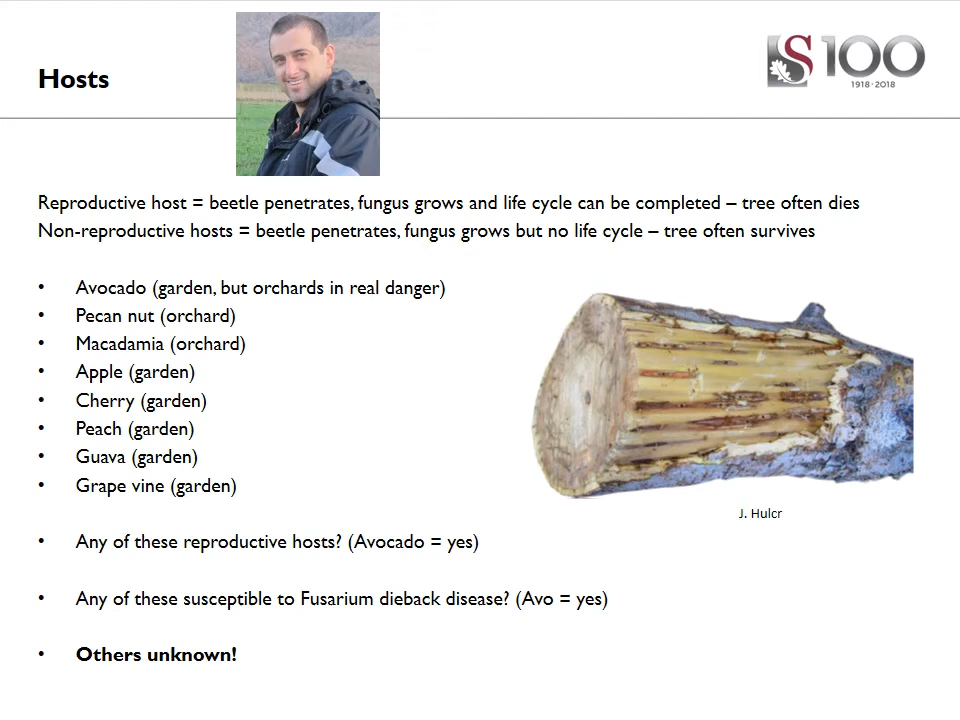 Hosts
S100
1918 · 2018
Reproductive host = beetle penetrates, fungus grows and life cycle can be completed – tree often dies
Non-reproductive hosts = beetle penetrates, fungus grows but no life cycle – tree often survives
• Avocado (garden, but orchards in real danger)
• Pecan nut (orchard)
• Macadamia (orchard)
• Apple (garden)
• Cherry (garden)
• Peach (garden)
• Guava (garden)
• Grape vine (garden)
J. Hulcr
• Any of these reproductive hosts? (Avocado = yes)
• Any of these susceptible to Fusarium dieback disease? (Avo = yes)
• Others unknown!